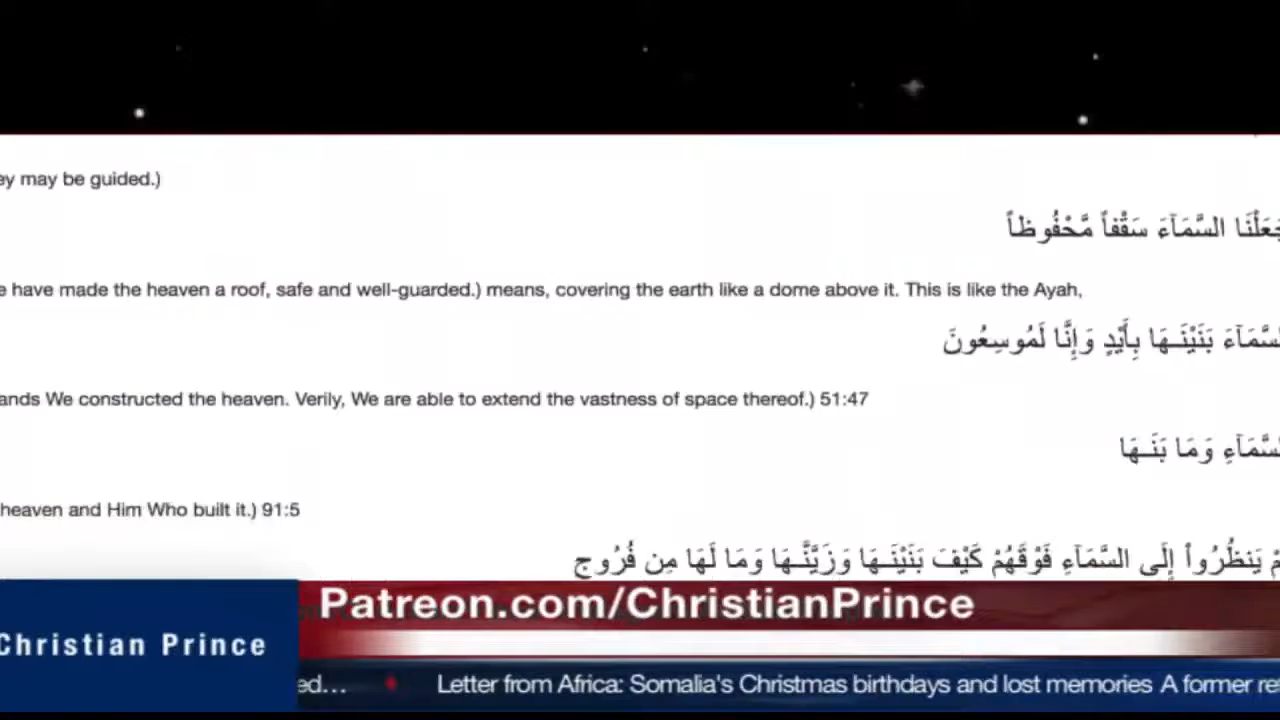 ey may be guided.)
جَعَلْنَا السَّمَآءَ سَقْفاً مَّحْفُوظاً
e have made the heaven a roof, safe and well-guarded.) means, covering the earth like a dome above it. This is like the Ayah,
السَّمَآءَ بَنَيْنَـهَا بِأَيْدٍ وَإِنَّا لَمُوسِعُونَ
ands We constructed the heaven. Verily, We are able to extend the vastness of space thereof.) 51:47
السَّمَآءِ وَمَا بَنَـهَا
heaven and Him Who built it.) 91:5
مْ يَنظُرُواْ إِلَى السَّمَآءِ فَوْقَهُمْ كَيْفَ بَنَيْنَـهَا وَزَيَّنَّـهَا وَمَا لَهَا مِن فُرُوجٍ
Patreon.com/ChristianPrince
Christian Prince
ed... Letter from Africa: Somalia's Christmas birthdays and lost memories A former re